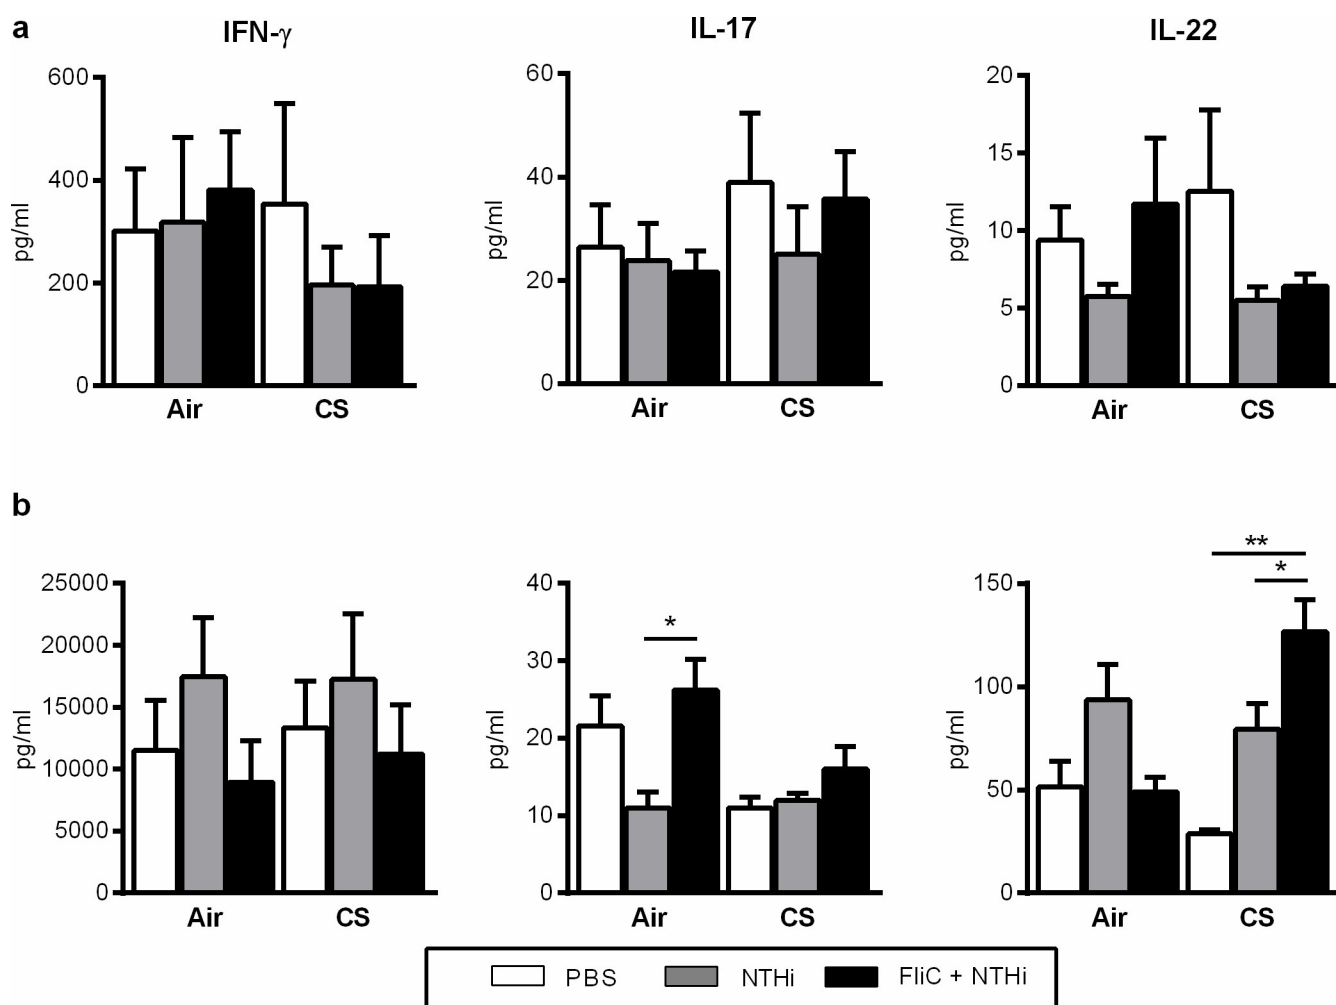 a
IFN-γ
IL-17
IL-22
pg/ml
600
400
200
0
Air CS
pg/ml
60
40
20
0
Air CS
pg/ml
20
15
10
5
0
Air CS
b
pg/ml
25000
20000
15000
10000
5000
0
Air CS
pg/ml
40
30
20
10
0
*
Air CS
pg/ml
150
100
50
0
**
*
Air CS
PBS NTHi FliC + NTHi